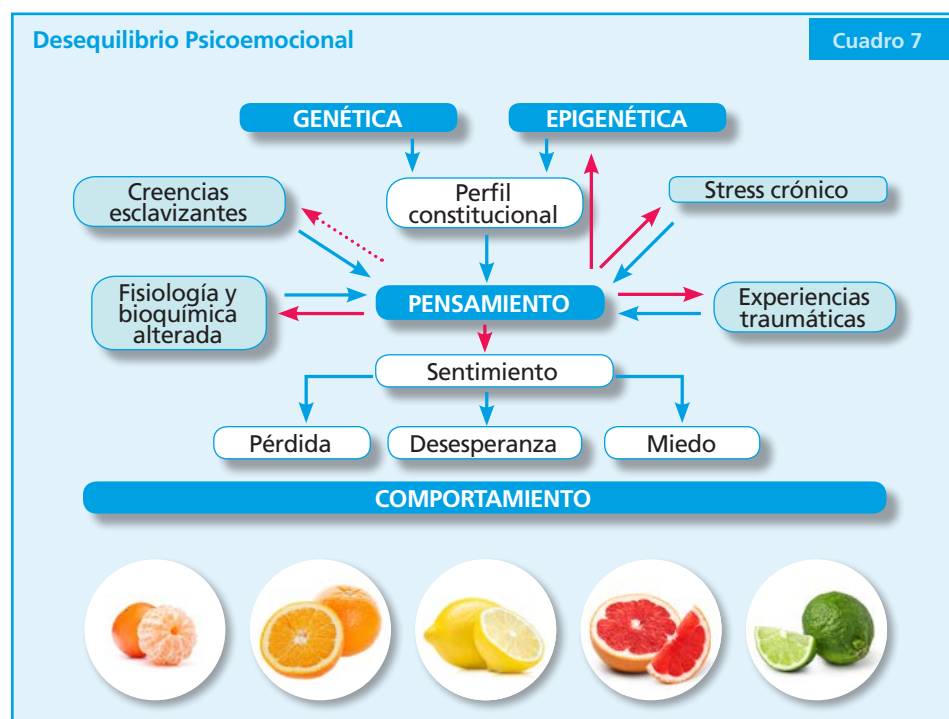 Desequilibrio Psicoemocional
Cuadro 7
GENÉTICA
EPIGENÉTICA
Creencias
esclavizantes
Perfil
constitucional
Stress crónico
Fisiología y
bioquímica
alterada
PENSAMIENTO
Experiencias
traumáticas
Sentimiento
Pérdida
Desesperanza
Miedo
COMPORTAMIENTO